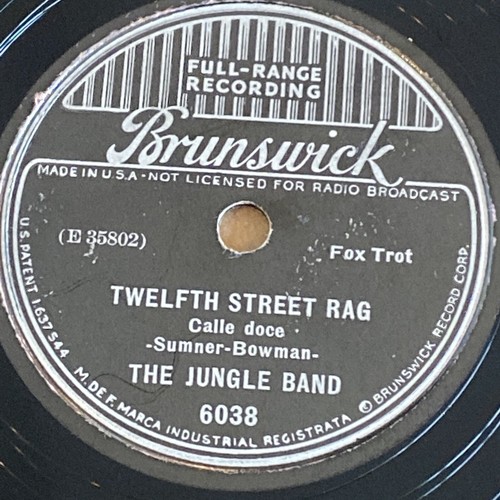 FULL-RANGE
RECORDING
Brunswick
MADE IN U.S.A - NOT LICENSED FOR RADIO BROADCAST
(E 35802)
Fox Trot
TWELFTH STREET RAG
Calle doce
-Sumner-Bowman-
THE JUNGLE BAND
6038
U.S. PATENT 1,637,544 M. DE F. MARCA INDUSTRIAL REGISTRATA © BRUNSWICK RECORD CORP.